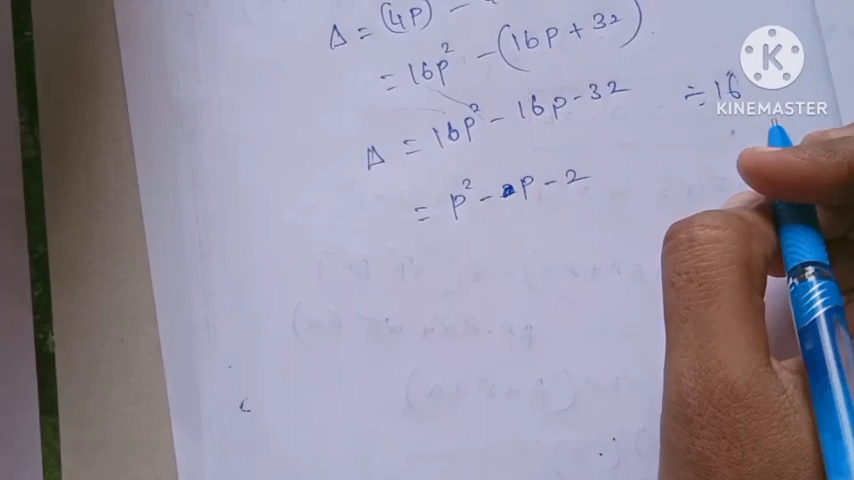 Δ = (4P) -
= 16p² - (16p + 32)
Δ = 16p² - 16p - 32 ÷ 16
= p² - p - 2
KINEMASTER